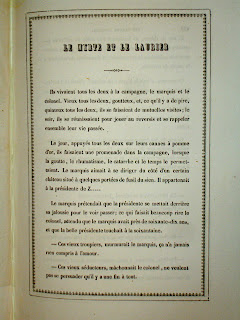 LE MYRTE ET LE LAURIER
Ils vivaient tous les deux à la campagne, le marquis et le
colonel. Vieux tous les deux, goutteux, et, ce qu'il y a de pire,
quinteux tous les deux, ils se faisaient de mutuelles visites; le
soir, ils se réunissaient pour jouer au reversis et se rappeler
ensemble leur vie passée.
Le jour, appuyés tous les deux sur leurs cannes à pomme
d'or, ils faisaient une promenade dans la campagne, lorsque
la goutte, le rhumatisme, le catarrhe et le temps le permet-
taient. Le marquis aimait à se diriger du côté d'un certain
château situé à quelques portées de fusil du sien. Il appartenait
à la présidente de Z.....
Le marquis prétendait que la présidente se mettait derrière
sa jalousie pour le voir passer; ce qui faisait beaucoup rire le
colonel, attendu que le marquis avait près de soixante-dix ans,
et que la belle présidente touchait à la soixantaine.
— Ces vieux troupiers, murmurait le marquis, ça n'a jamais
rien compris à l'amour.
— Ces vieux séducteurs, mâchonnait le colonel, ne veulent
pas se persuader qu'il y a une fin à tout.